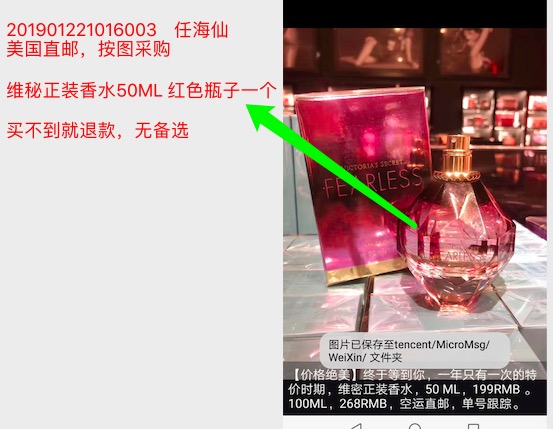 201901221016003 任海仙
美国直邮，按图采购
维秘正装香水50ML 红色瓶子一个
买不到就退款，无备选
VICTORIA'S SECRET
FEARLESS
图片已保存至tencent/MicroMsg/
WeiXin/ 文件夹
【价格绝美】终于等到你，一年只有一次的特
价时期，维密正装香水，50 ML，199RMB 。
100ML，268RMB，空运直邮，单号跟踪。